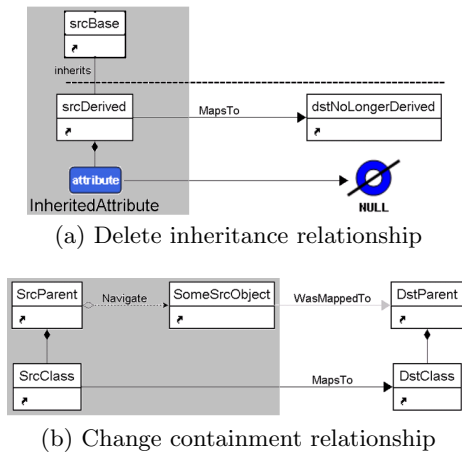 srcBase
inherits
srcDerived
MapsTo
dstNoLongerDerived
attribute
InheritedAttribute
NULL
(a) Delete inheritance relationship
SrcParent
Navigate
SomeSrcObject
WasMappedTo
DstParent
SrcClass
MapsTo
DstClass
(b) Change containment relationship